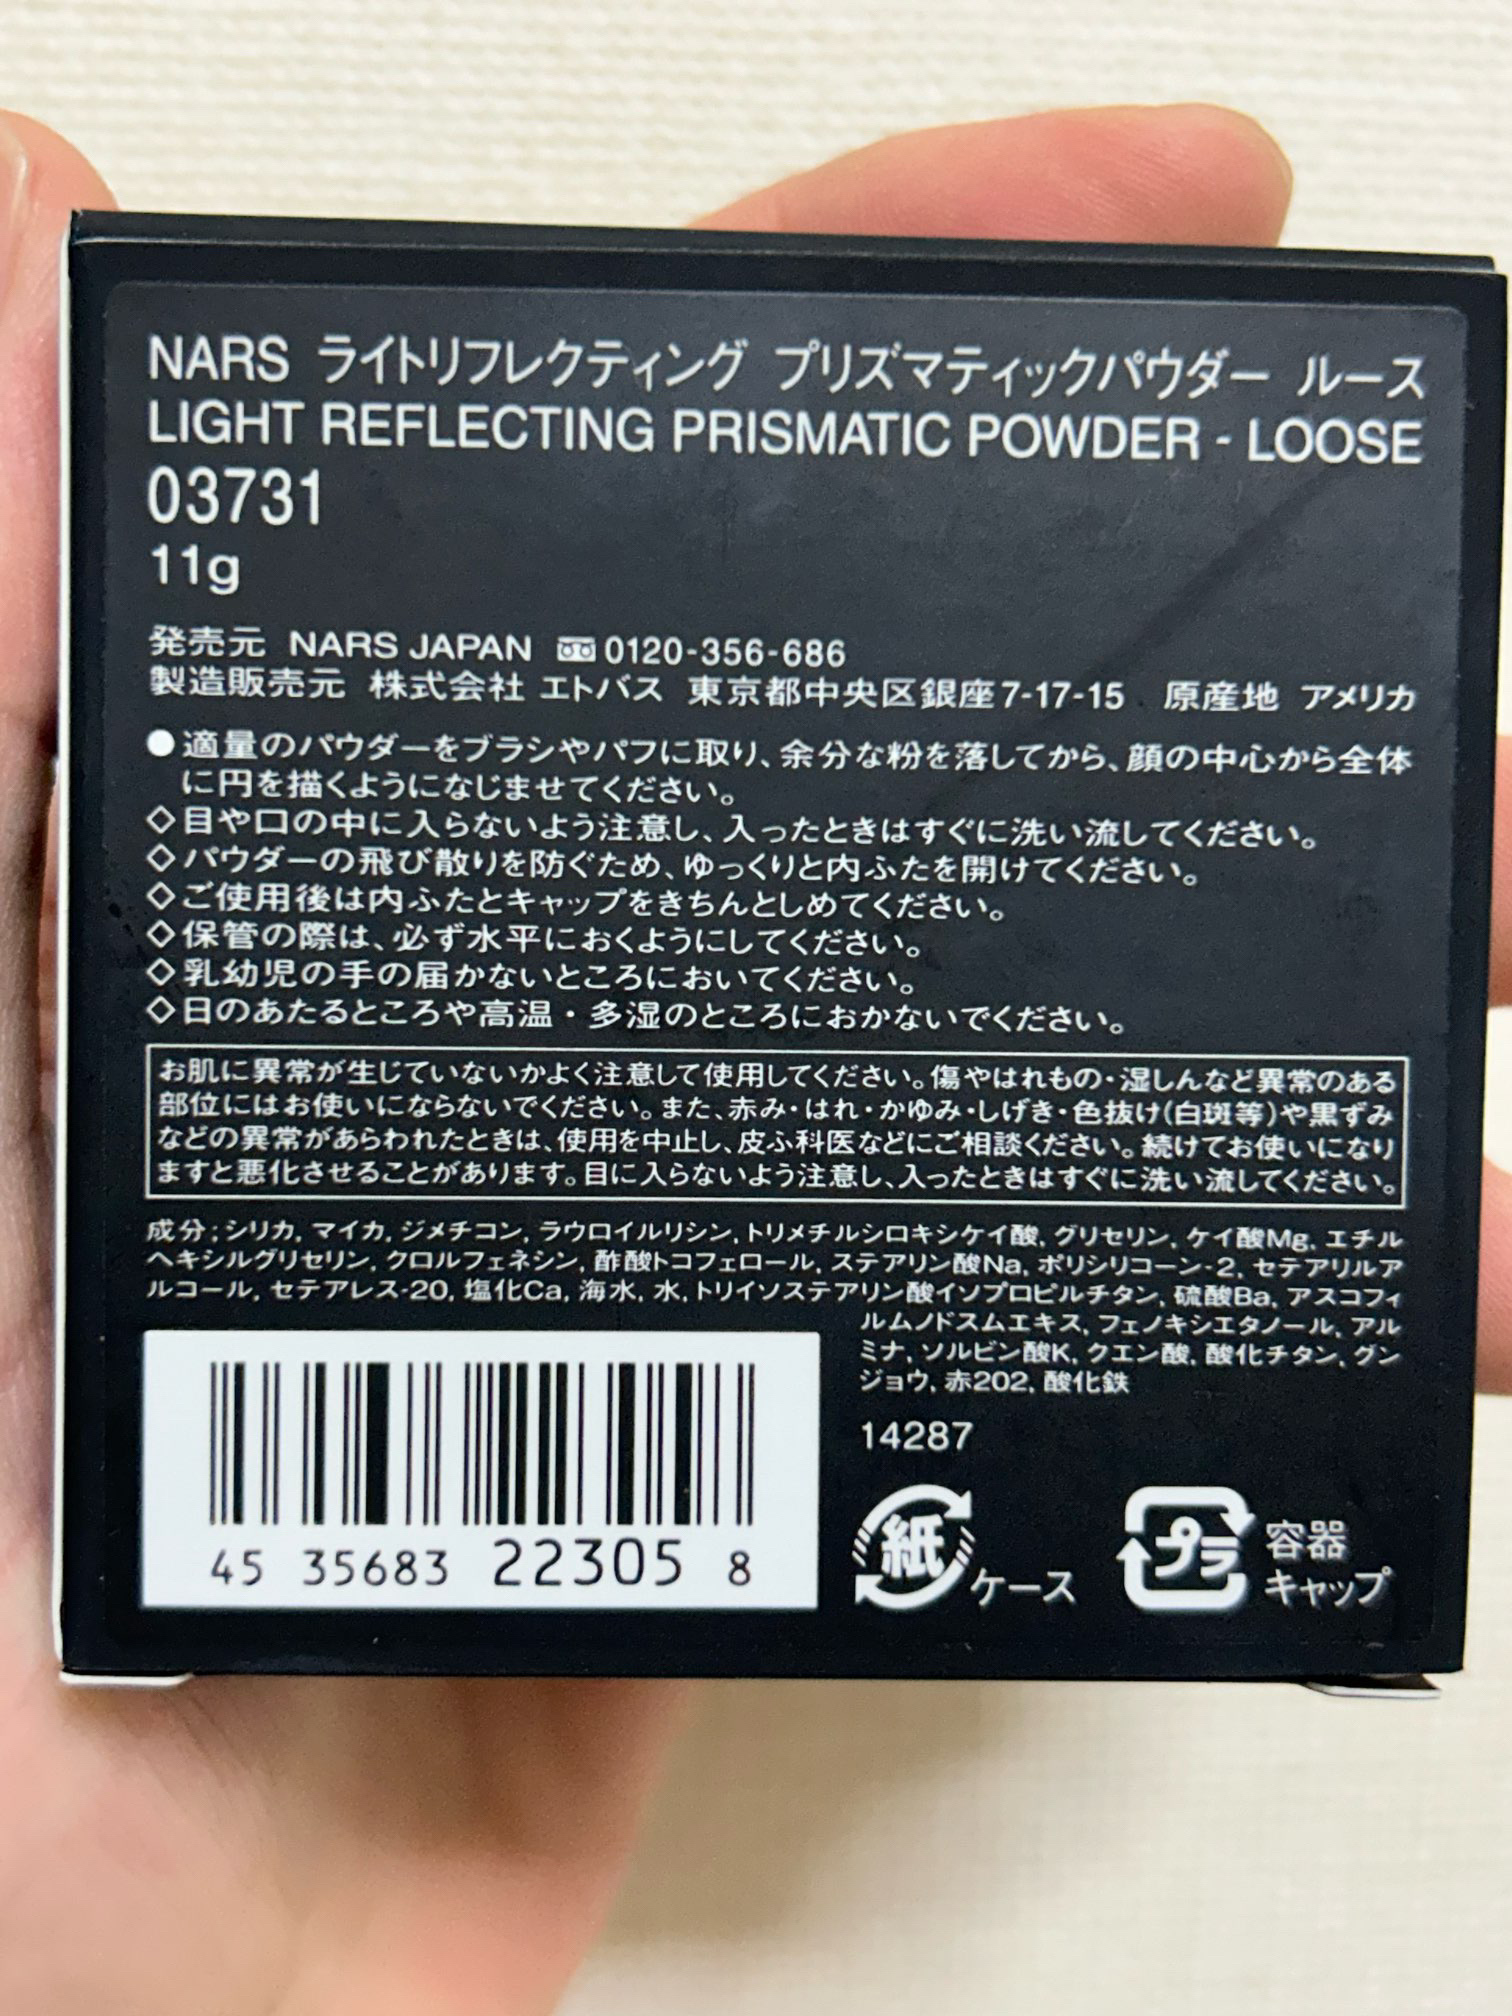 NARS ライトリフレクティング プリズマティックパウダー ルース
LIGHT REFLECTING PRISMATIC POWDER - LOOSE
03731
11g
発売元 NARS JAPAN 0120-356-686
製造販売元 株式会社 エトバス 東京都中央区銀座7-17-15 原産地 アメリカ
●適量のパウダーをブラシやパフに取り、余分な粉を落してから、顔の中心から全体
に円を描くようになじませてください。
◇目や口の中に入らないよう注意し、入ったときはすぐに洗い流してください。
◇パウダーの飛び散りを防ぐため、ゆっくりと内ふたを開けてください。
◇ご使用後は内ふたとキャップをきちんとしめてください。
◇保管の際は、必ず水平におくようにしてください。
◇乳幼児の手の届かないところにおいてください。
◇日のあたるところや高温・多湿のところにおかないでください。
お肌に異常が生じていないかよく注意して使用してください。傷やはれもの・湿しんなど異常のある
部位にはお使いにならないでください。また、赤み・はれ・かゆみ・しげき・色抜け(白斑等)や黒ずみ
などの異常があらわれたときは、使用を中止し、皮ふ科医などにご相談ください。続けてお使いになり
ますと悪化させることがあります。目に入らないよう注意し、入ったときはすぐに洗い流してください。
成分:シリカ, マイカ, ジメチコン, ラウロイルリシン, トリメチルシロキシケイ酸, グリセリン, ケイ酸Mg, エチル
ヘキシルグリセリン, クロルフェネシン, 酢酸トコフェロール, ステアリン酸Na, ポリシリコーン-2, セテアリルア
ルコール, セテアレス-20, 塩化Ca, 海水, 水, トリイソステアリン酸イソプロピルチタン, 硫酸Ba, アスコフィ
ルムノドスムエキス, フェノキシエタノール, アル
ミナ, ソルビン酸K, クエン酸, 酸化チタン, グン
ジョウ, 赤202, 酸化鉄
14287
45 35683 22305 8
紙 ケース
プラ 容器
キャップ